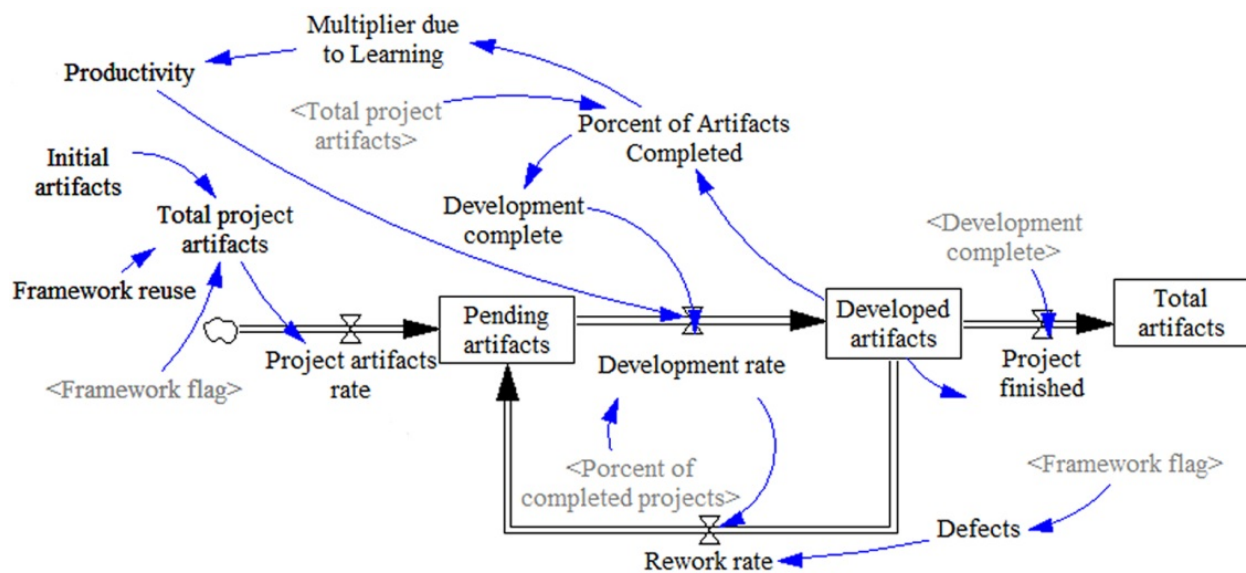 Multiplier due
to Learning
Productivity
<Total project
artifacts>
Porcent of Artifacts
Completed
Initial
artifacts
Total project
artifacts
Development
complete
<Development
complete>
Framework reuse
Pending
artifacts
Developed
artifacts
Total
artifacts
Project artifacts
rate
Development rate
Project
finished
<Framework flag>
<Porcent of
completed projects>
<Framework flag>
Defects
Rework rate